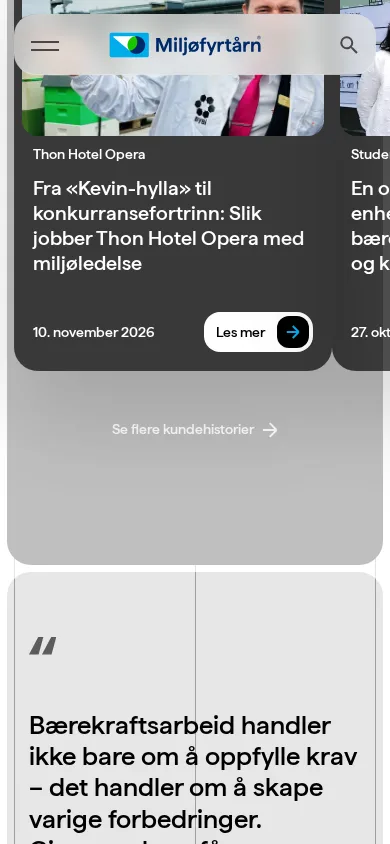 Miljøfyrtårn
Thon Hotel Opera
Fra «Kevin-hylla» til
konkurransefortrinn: Slik
jobber Thon Hotel Opera med
miljøledelse
10. november 2026
Les mer
Stude
En o
enhe
bære
og k
27. okt
Se flere kundehistorier
Bærekraftsarbeid handler
ikke bare om å oppfylle krav
– det handler om å skape
varige forbedringer.